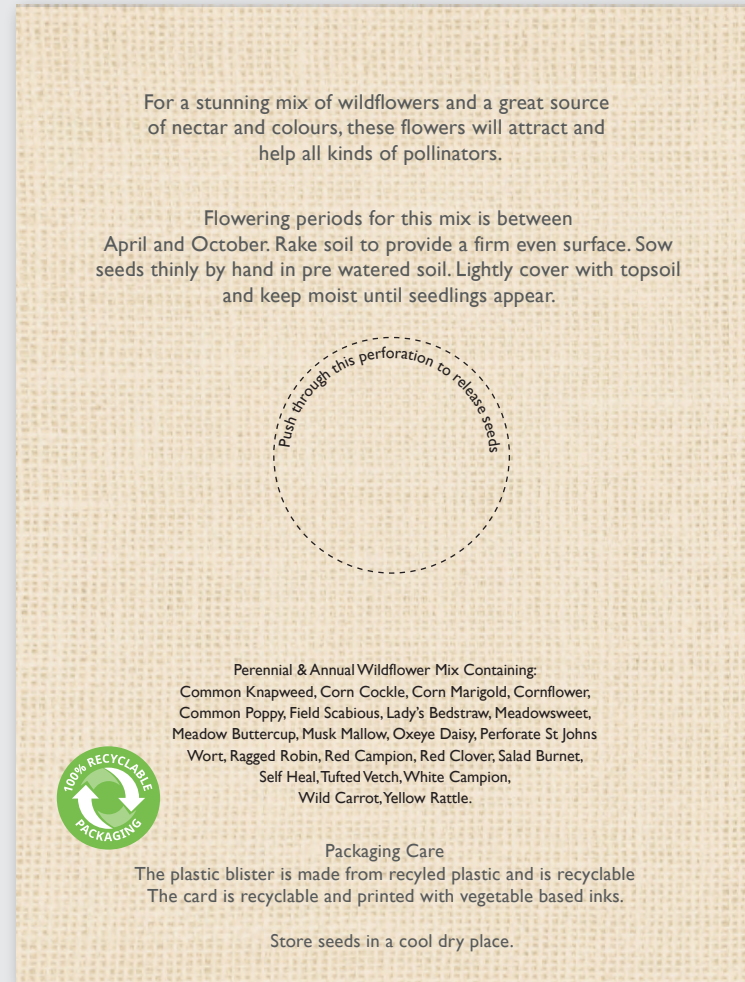 For a stunning mix of wildflowers and a great source
of nectar and colours, these flowers will attract and
help all kinds of pollinators.
Flowering periods for this mix is between
April and October. Rake soil to provide a firm even surface. Sow
seeds thinly by hand in pre watered soil. Lightly cover with topsoil
and keep moist until seedlings appear.
Push through this perforation to release seeds
Perennial & Annual Wildflower Mix Containing:
Common Knapweed, Corn Cockle, Corn Marigold, Cornflower,
Common Poppy, Field Scabious, Lady's Bedstraw, Meadowsweet,
Meadow Buttercup, Musk Mallow, Oxeye Daisy, Perforate St Johns
Wort, Ragged Robin, Red Campion, Red Clover, Salad Burnet,
Self Heal, Tufted Vetch, White Campion,
Wild Carrot, Yellow Rattle.
100% RECYCLABLE
PACKAGING
Packaging Care
The plastic blister is made from recyled plastic and is recyclable
The card is recyclable and printed with vegetable based inks.
Store seeds in a cool dry place.